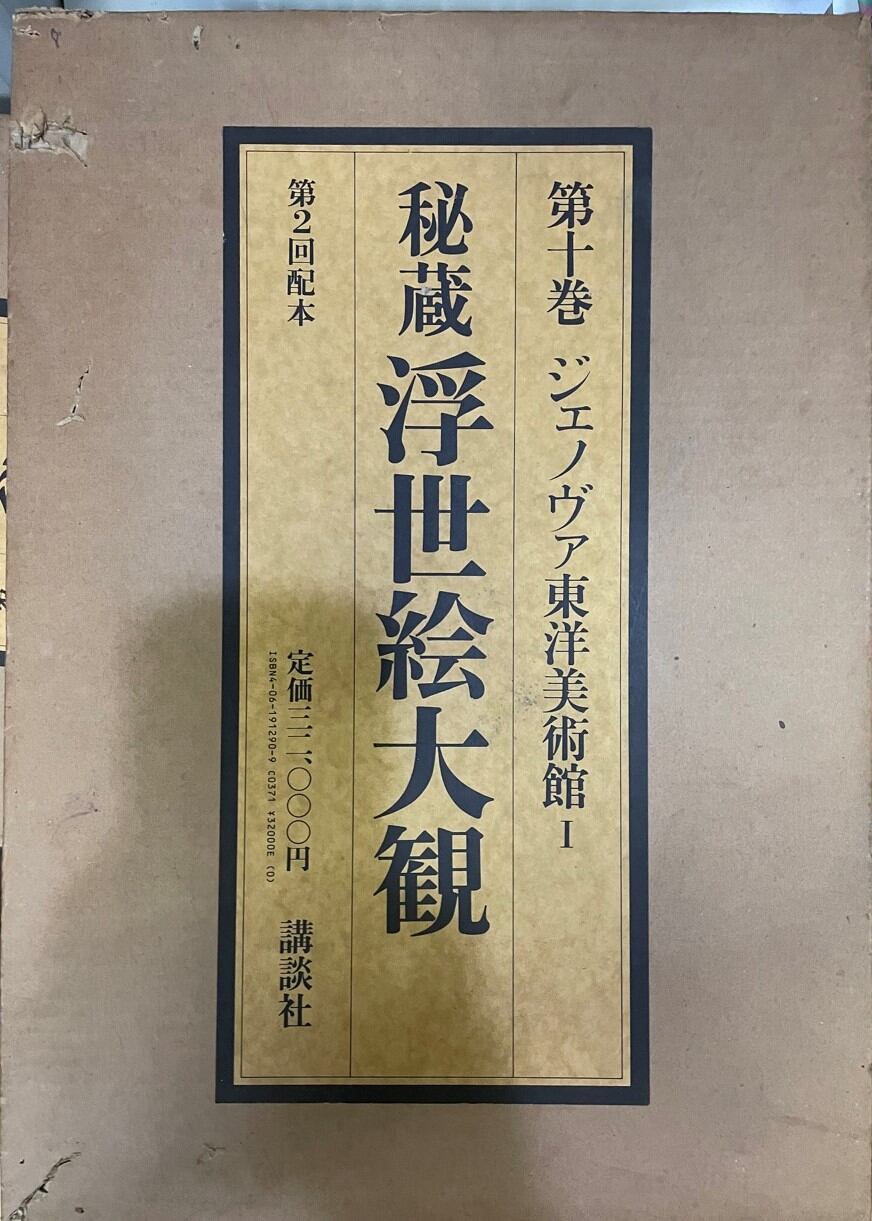 第十巻 ジェノヴァ東洋美術館 I
秘蔵 浮世絵大観
第2回配本 定価三二、〇〇〇円 講談社
ISBN4-06-191290-9 C0371 ¥32000E (0)